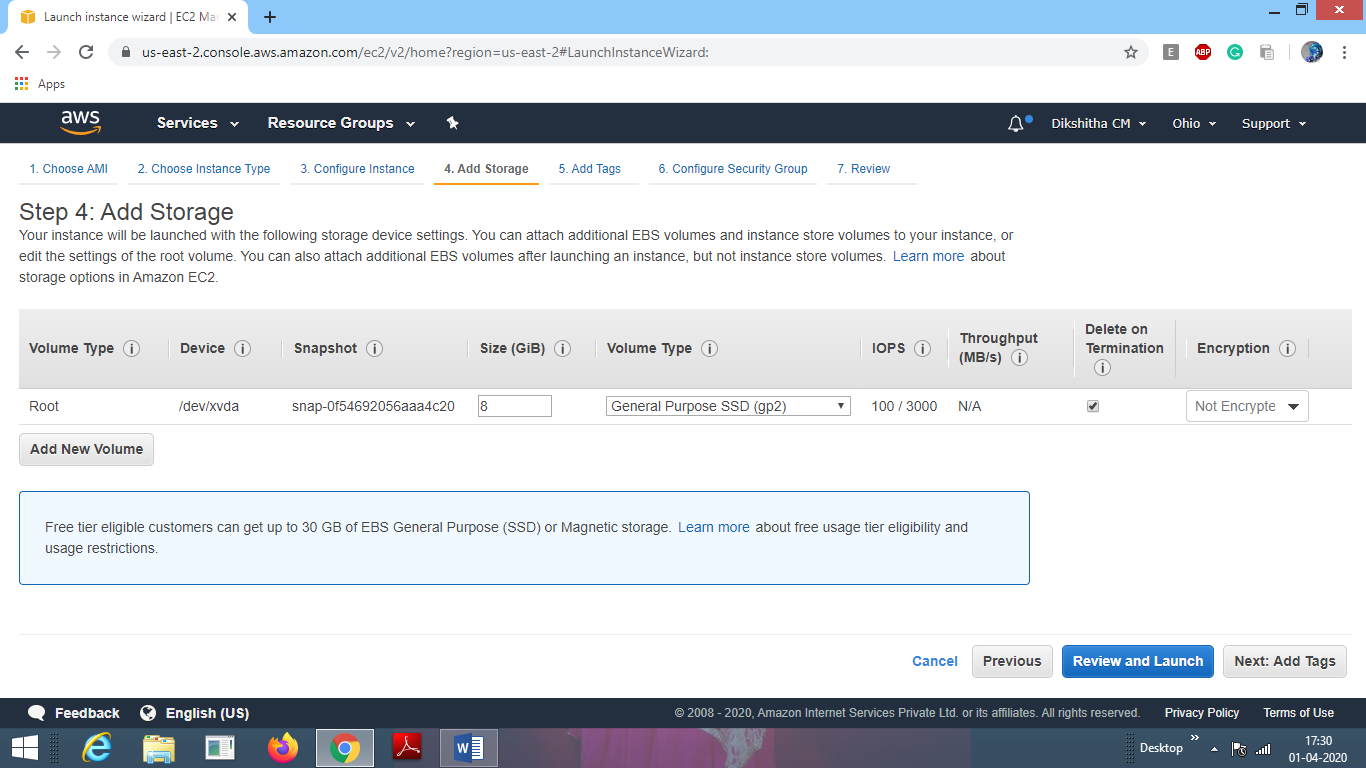 Launch instance wizard | EC2 Ma
us-east-2.console.aws.amazon.com/ec2/v2/home?region=us-east-2#LaunchInstanceWizard:
E ABP G
Apps
aws Services Resource Groups Dikshitha CM Ohio Support
1. Choose AMI 2. Choose Instance Type 3. Configure Instance 4. Add Storage 5. Add Tags 6. Configure Security Group 7. Review
Step 4: Add Storage
Your instance will be launched with the following storage device settings. You can attach additional EBS volumes and instance store volumes to your instance, or
edit the settings of the root volume. You can also attach additional EBS volumes after launching an instance, but not instance store volumes. Learn more about
storage options in Amazon EC2.
Volume Type i Device i Snapshot i Size (GiB) i Volume Type i IOPS i Throughput (MB/s) i Delete on Termination i Encryption i
Root /dev/xvda snap-0f54692056aaa4c20 8 General Purpose SSD (gp2) 100 / 3000 N/A Not Encrypte
Add New Volume
Free tier eligible customers can get up to 30 GB of EBS General Purpose (SSD) or Magnetic storage. Learn more about free usage tier eligibility and
usage restrictions.
Cancel Previous Review and Launch Next: Add Tags
Feedback English (US) © 2008 - 2020, Amazon Internet Services Private Ltd. or its affiliates. All rights reserved. Privacy Policy Terms of Use
Desktop 17:30
01-04-2020